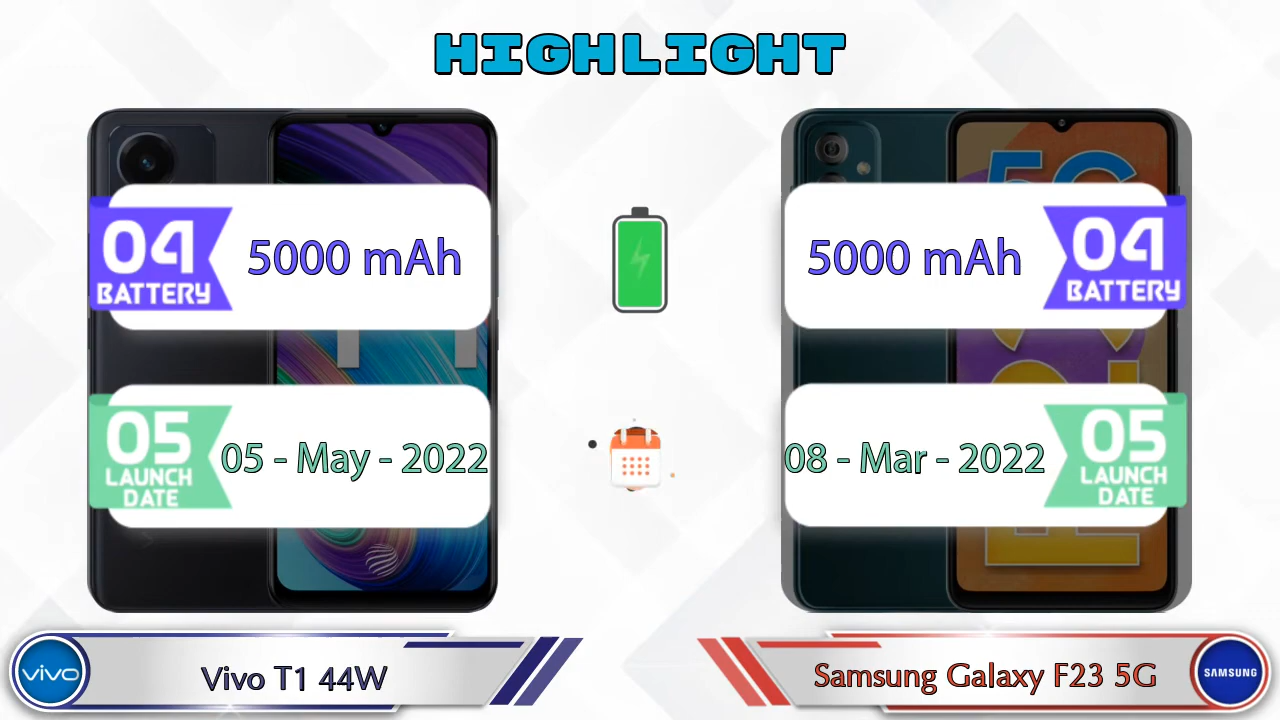 HIGHLIGHT
04
BATTERY
5000 mAh
05
LAUNCH
DATE
05 - May - 2022
5G
5000 mAh
04
BATTERY
08 - Mar - 2022
05
LAUNCH
DATE
vivo
Vivo T1 44W
Samsung Galaxy F23 5G
SAMSUNG